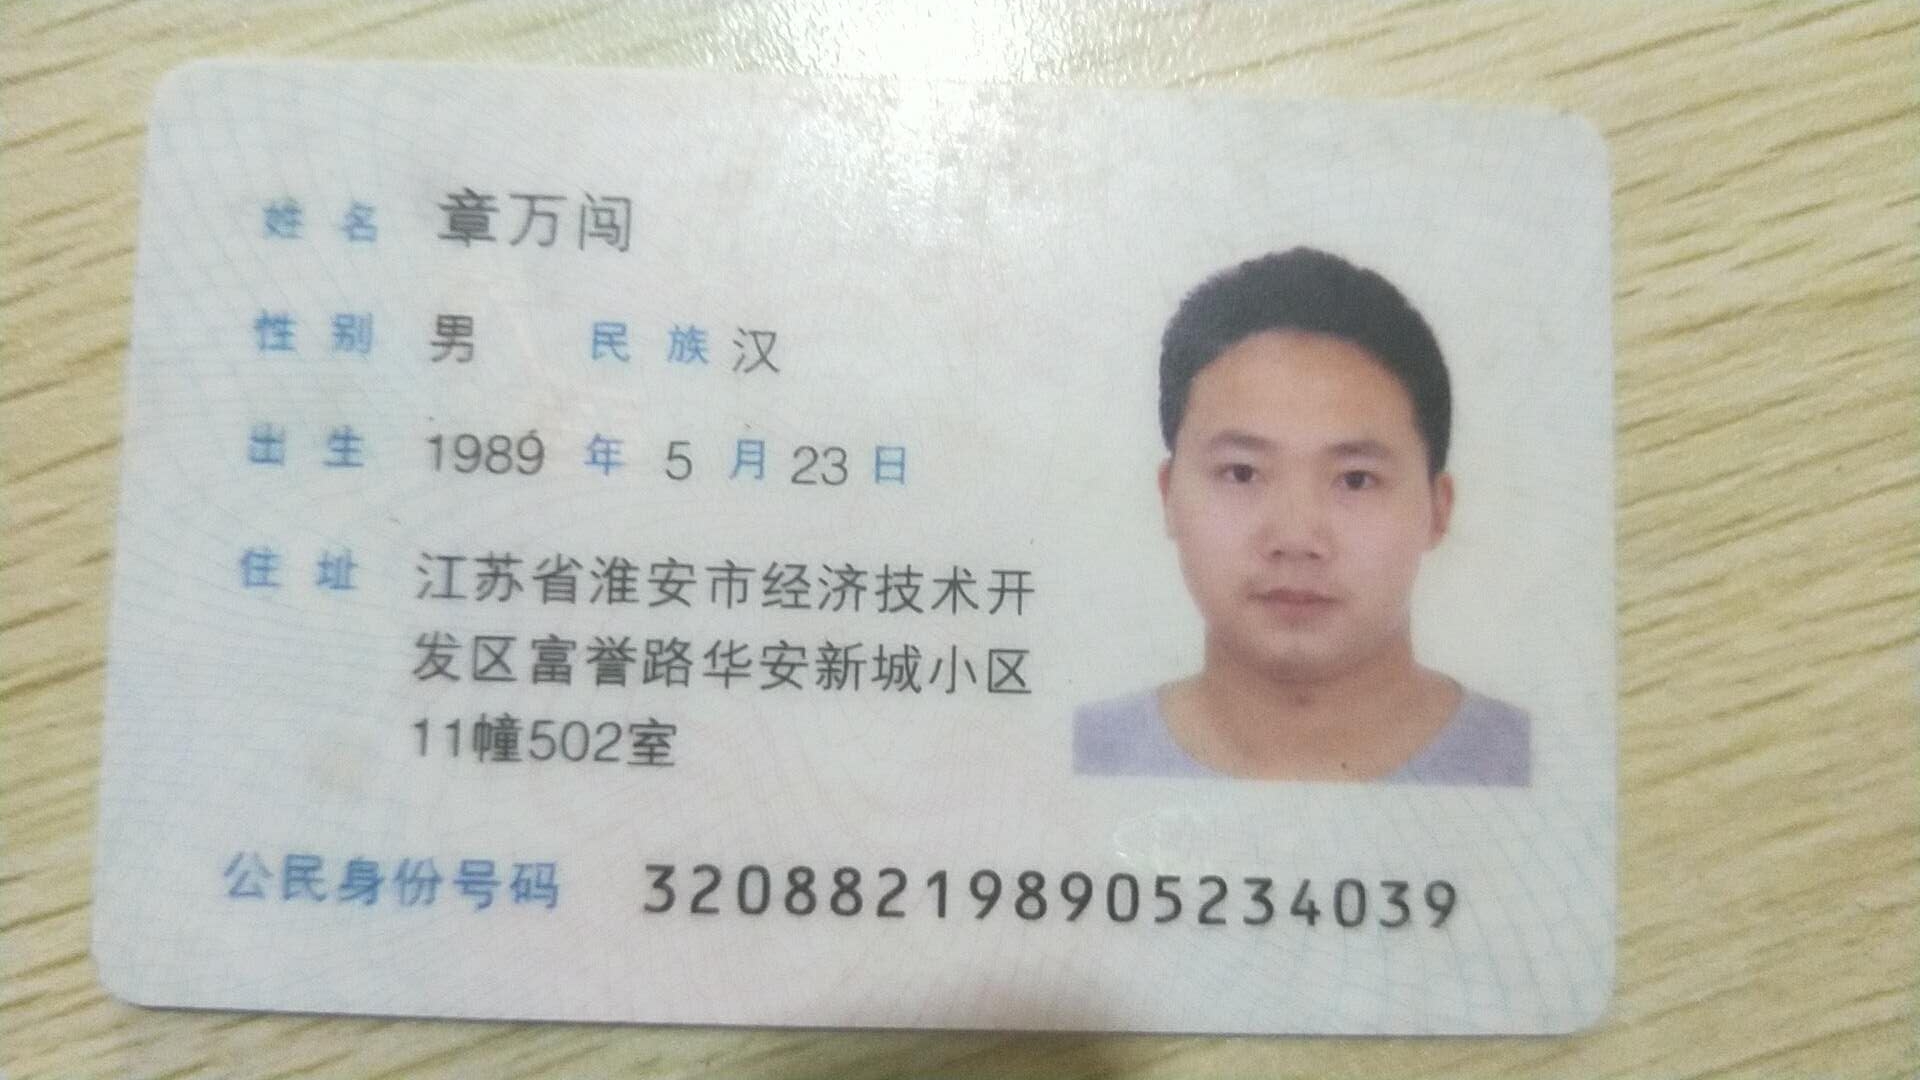 姓名 章万闯
性别 男 民族 汉
出生 1989 年 5 月 23 日
住址 江苏省淮安市经济技术开
发区富誉路华安新城小区
11幢502室
公民身份号码 320882198905234039